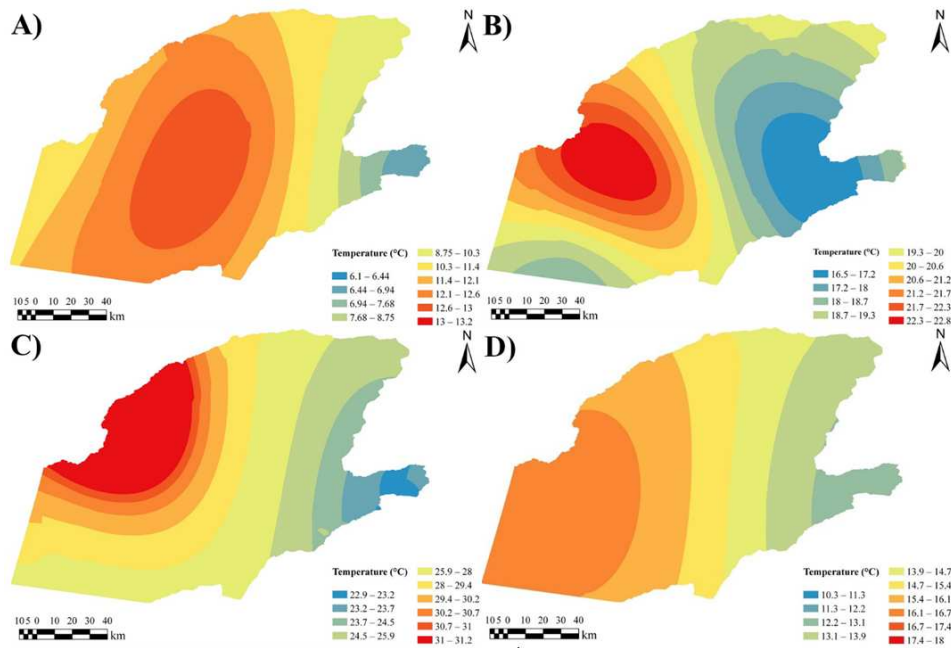 A)
N
Temperature (°C)
6.1 – 6.44
6.44 – 6.94
6.94 – 7.68
7.68 – 8.75
8.75 – 10.3
10.3 – 11.4
11.4 – 12.1
12.1 – 12.6
12.6 – 13
13 – 13.2
10 5 0 10 20 30 40
km
B)
N
Temperature (°C)
16.5 – 17.2
17.2 – 18
18 – 18.7
18.7 – 19.3
19.3 – 20
20 – 20.6
20.6 – 21.2
21.2 – 21.7
21.7 – 22.3
22.3 – 22.8
10 5 0 10 20 30 40
km
C)
N
Temperature (°C)
22.9 – 23.2
23.2 – 23.7
23.7 – 24.5
24.5 – 25.9
25.9 – 28
28 – 29.4
29.4 – 30.2
30.2 – 30.7
30.7 – 31
31 – 31.2
10 5 0 10 20 30 40
km
D)
N
Temperature (°C)
10.3 – 11.3
11.3 – 12.2
12.2 – 13.1
13.1 – 13.9
13.9 – 14.7
14.7 – 15.4
15.4 – 16.1
16.1 – 16.7
16.7 – 17.4
17.4 – 18
10 5 0 10 20 30 40
km